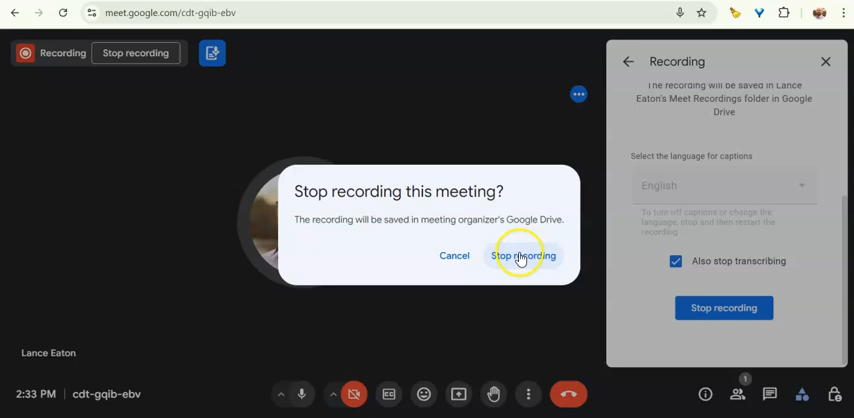 meet.google.com/cdt-gqib-ebv
Recording
Stop recording
Recording
The recording will be saved in Lance
Eaton's Meet Recordings folder in Google
Drive
Select the language for captions
English
To turn off captions or change the
language, stop and then restart the
recording
Also stop transcribing
Stop recording
Stop recording this meeting?
The recording will be saved in meeting organizer's Google Drive.
Cancel
Stop recording
Lance Eaton
2:33 PM | cdt-gqib-ebv
1